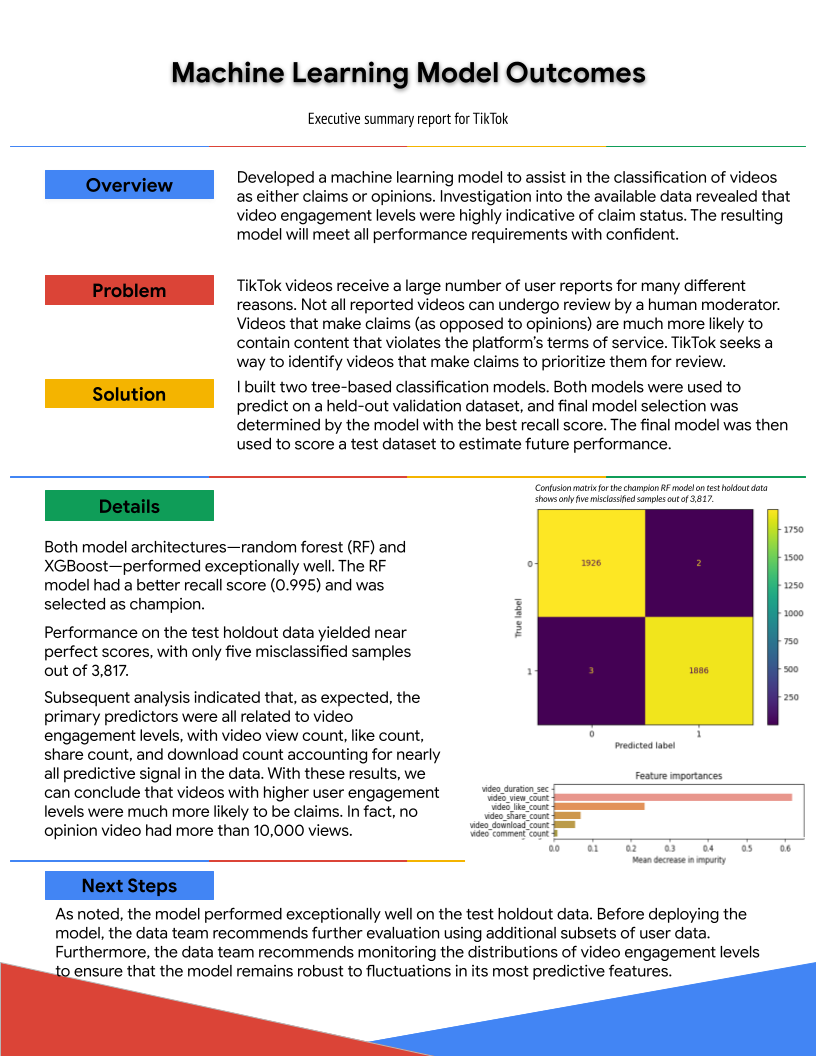 Machine Learning Model Outcomes
Executive summary report for TikTok
Overview
Developed a machine learning model to assist in the classification of videos
as either claims or opinions. Investigation into the available data revealed that
video engagement levels were highly indicative of claim status. The resulting
model will meet all performance requirements with confident.
Problem
TikTok videos receive a large number of user reports for many different
reasons. Not all reported videos can undergo review by a human moderator.
Videos that make claims (as opposed to opinions) are much more likely to
contain content that violates the platform's terms of service. TikTok seeks a
way to identify videos that make claims to prioritize them for review.
Solution
I built two tree-based classification models. Both models were used to
predict on a held-out validation dataset, and final model selection was
determined by the model with the best recall score. The final model was then
used to score a test dataset to estimate future performance.
Details
Both model architectures—random forest (RF) and
XGBoost—performed exceptionally well. The RF
model had a better recall score (0.995) and was
selected as champion.
Performance on the test holdout data yielded near
perfect scores, with only five misclassified samples
out of 3,817.
Subsequent analysis indicated that, as expected, the
primary predictors were all related to video
engagement levels, with video view count, like count,
share count, and download count accounting for nearly
all predictive signal in the data. With these results, we
can conclude that videos with higher user engagement
levels were much more likely to be claims. In fact, no
opinion video had more than 10,000 views.
Confusion matrix for the champion RF model on test holdout data
shows only five misclassified samples out of 3,817.
True label
0
1
1926
2
3
1886
0
1
Predicted label
1750
1500
1250
1000
750
500
250
Feature importances
video_duration_sec
video_view_count
video_like_count
video_share_count
video_download_count
video_comment_count
0.0
0.1
0.2
0.3
0.4
0.5
0.6
Mean decrease in impurity
Next Steps
As noted, the model performed exceptionally well on the test holdout data. Before deploying the
model, the data team recommends further evaluation using additional subsets of user data.
Furthermore, the data team recommends monitoring the distributions of video engagement levels
to ensure that the model remains robust to fluctuations in its most predictive features.